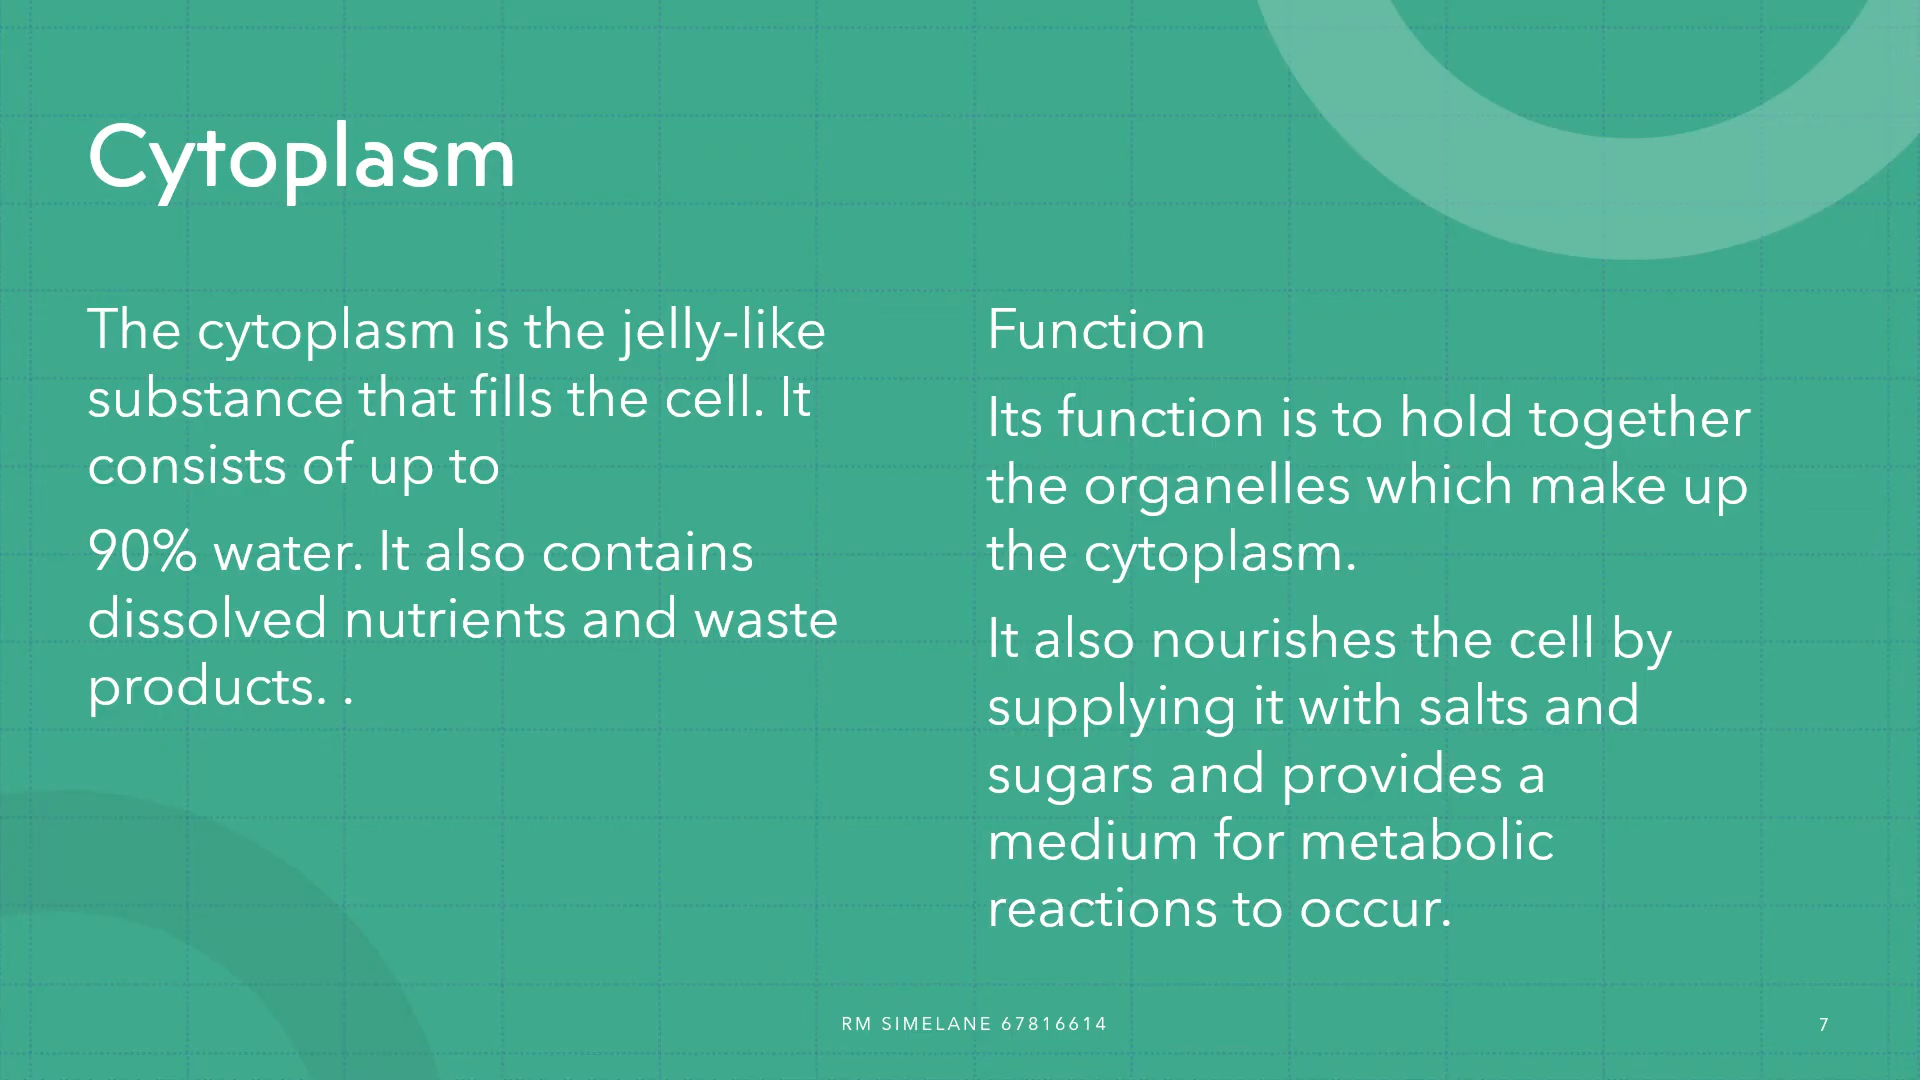 Cytoplasm
The cytoplasm is the jelly-like
substance that fills the cell. It
consists of up to
90% water. It also contains
dissolved nutrients and waste
products. .
Function
Its function is to hold together
the organelles which make up
the cytoplasm.
It also nourishes the cell by
supplying it with salts and
sugars and provides a
medium for metabolic
reactions to occur.
RM SIMELANE 67816614
7